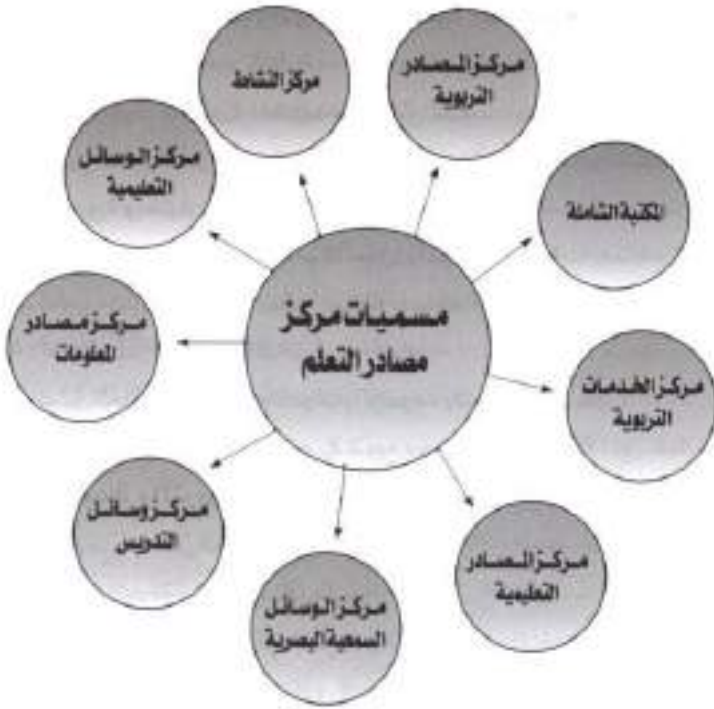 مسميات مركز
مصادر التعلم
مركز المصادر
التربوية
المكتبة الشاملة
مركز الخدمات
التربوية
مركز المصادر
التعليمية
مركز الوسائل
السمعية البصرية
مركز وسائل
التدريس
مركز مصادر
المعلومات
مركز الوسائل
التعليمية
مركز النشاط